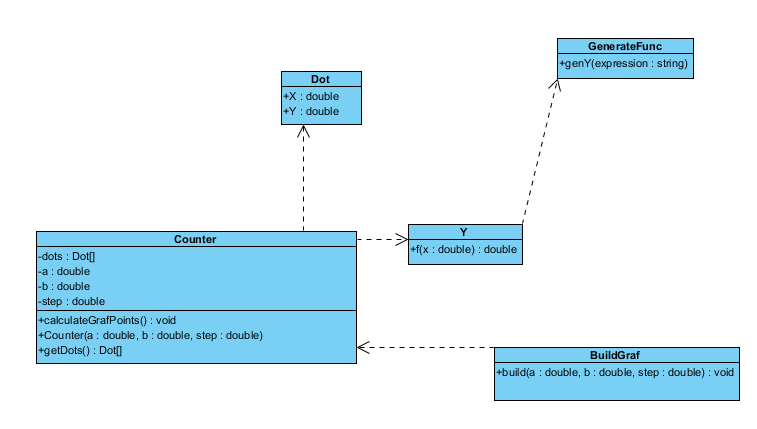 GenerateFunc
+genY(expression : string)
Dot
+X : double
+Y : double
Counter
-dots : Dot[]
-a : double
-b : double
-step : double
+calculateGrafPoints() : void
+Counter(a : double, b : double, step : double)
+getDots() : Dot[]
Y
+f(x : double) : double
BuildGraf
+build(a : double, b : double, step : double) : void